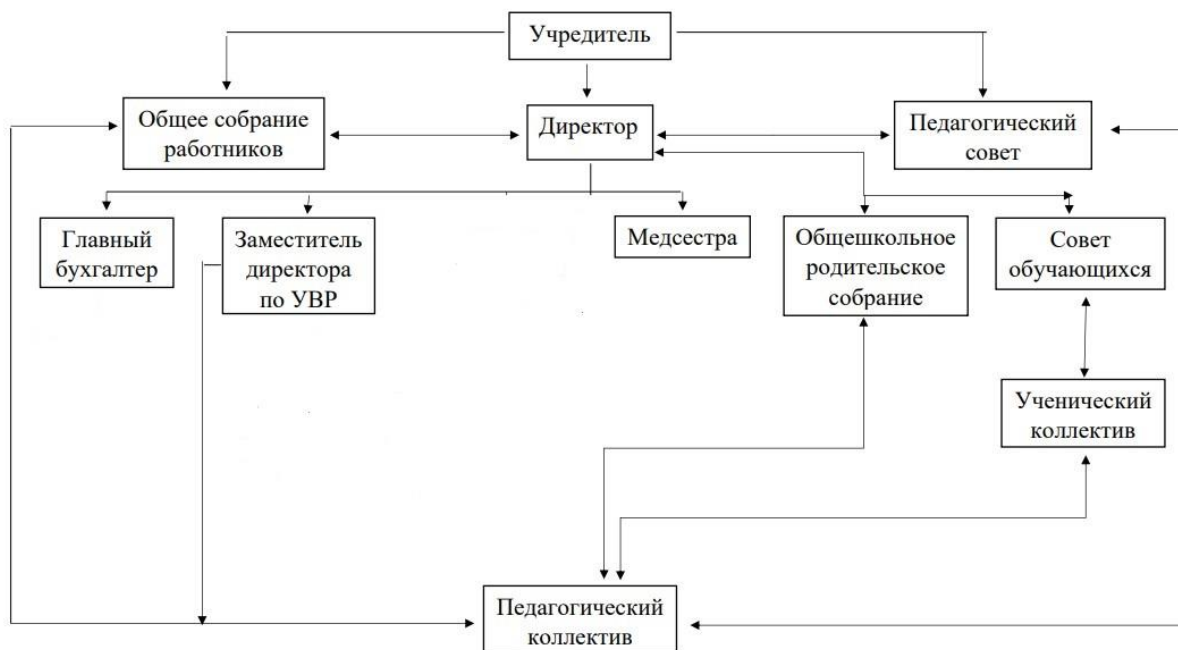 Учредитель
Общее собрание
работников
Директор
Педагогический
совет
Главный
бухгалтер
Заместитель
директора
по УВР
Медсестра
Общешкольное
родительское
собрание
Совет
обучающихся
Ученический
коллектив
Педагогический
коллектив